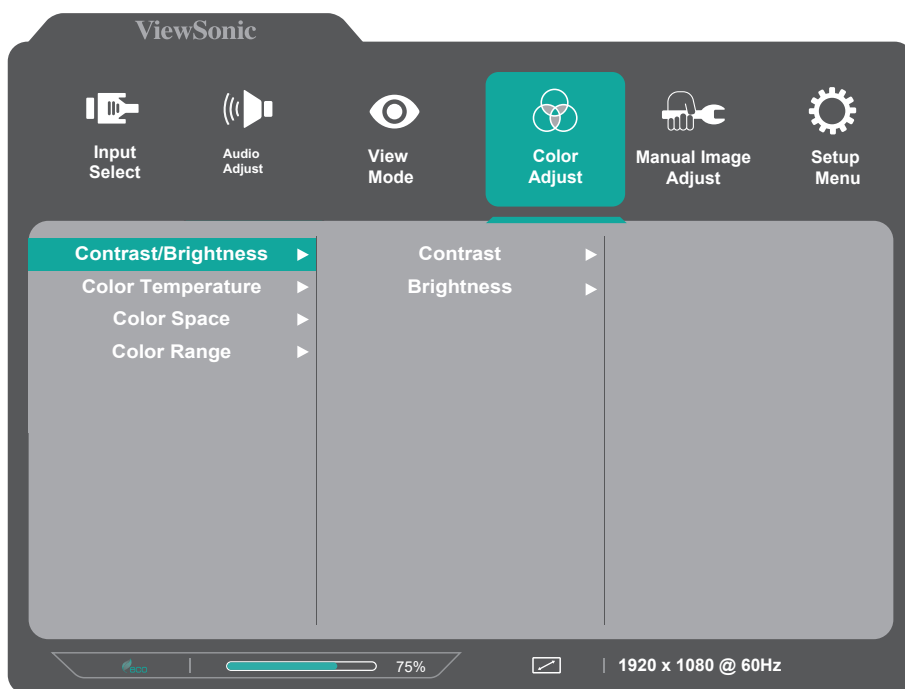 ViewSonic
Input
Select
Audio
Adjust
View
Mode
Color
Adjust
Manual Image
Adjust
Setup
Menu
Contrast/Brightness
Color Temperature
Color Space
Color Range
Contrast
Brightness
eco
75%
1920 x 1080 @ 60Hz